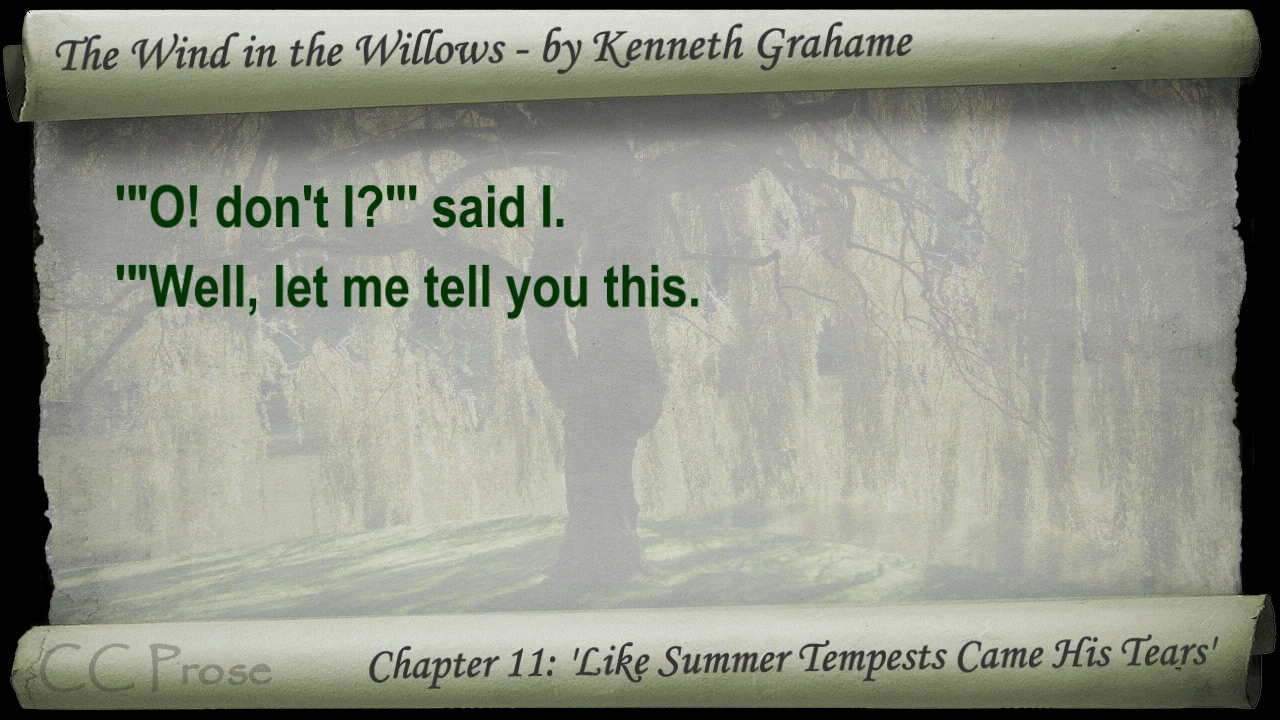 The Wind in the Willows - by Kenneth Grahame
'"O! don't I?"' said I.
'"Well, let me tell you this.
CC Prose
Chapter 11: 'Like Summer Tempests Came His Tears'